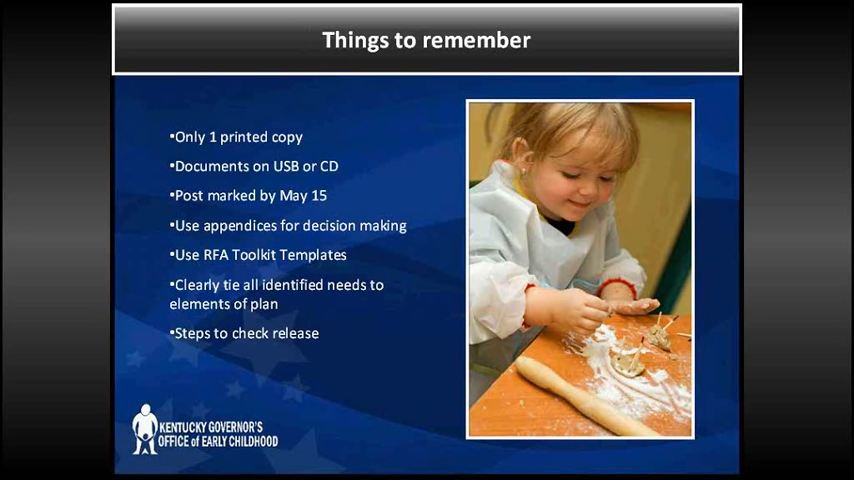 Things to remember
•Only 1 printed copy
•Documents on USB or CD
•Post marked by May 15
•Use appendices for decision making
•Use RFA Toolkit Templates
•Clearly tie all identified needs to
elements of plan
•Steps to check release
KENTUCKY GOVERNOR'S
OFFICE of EARLY CHILDHOOD